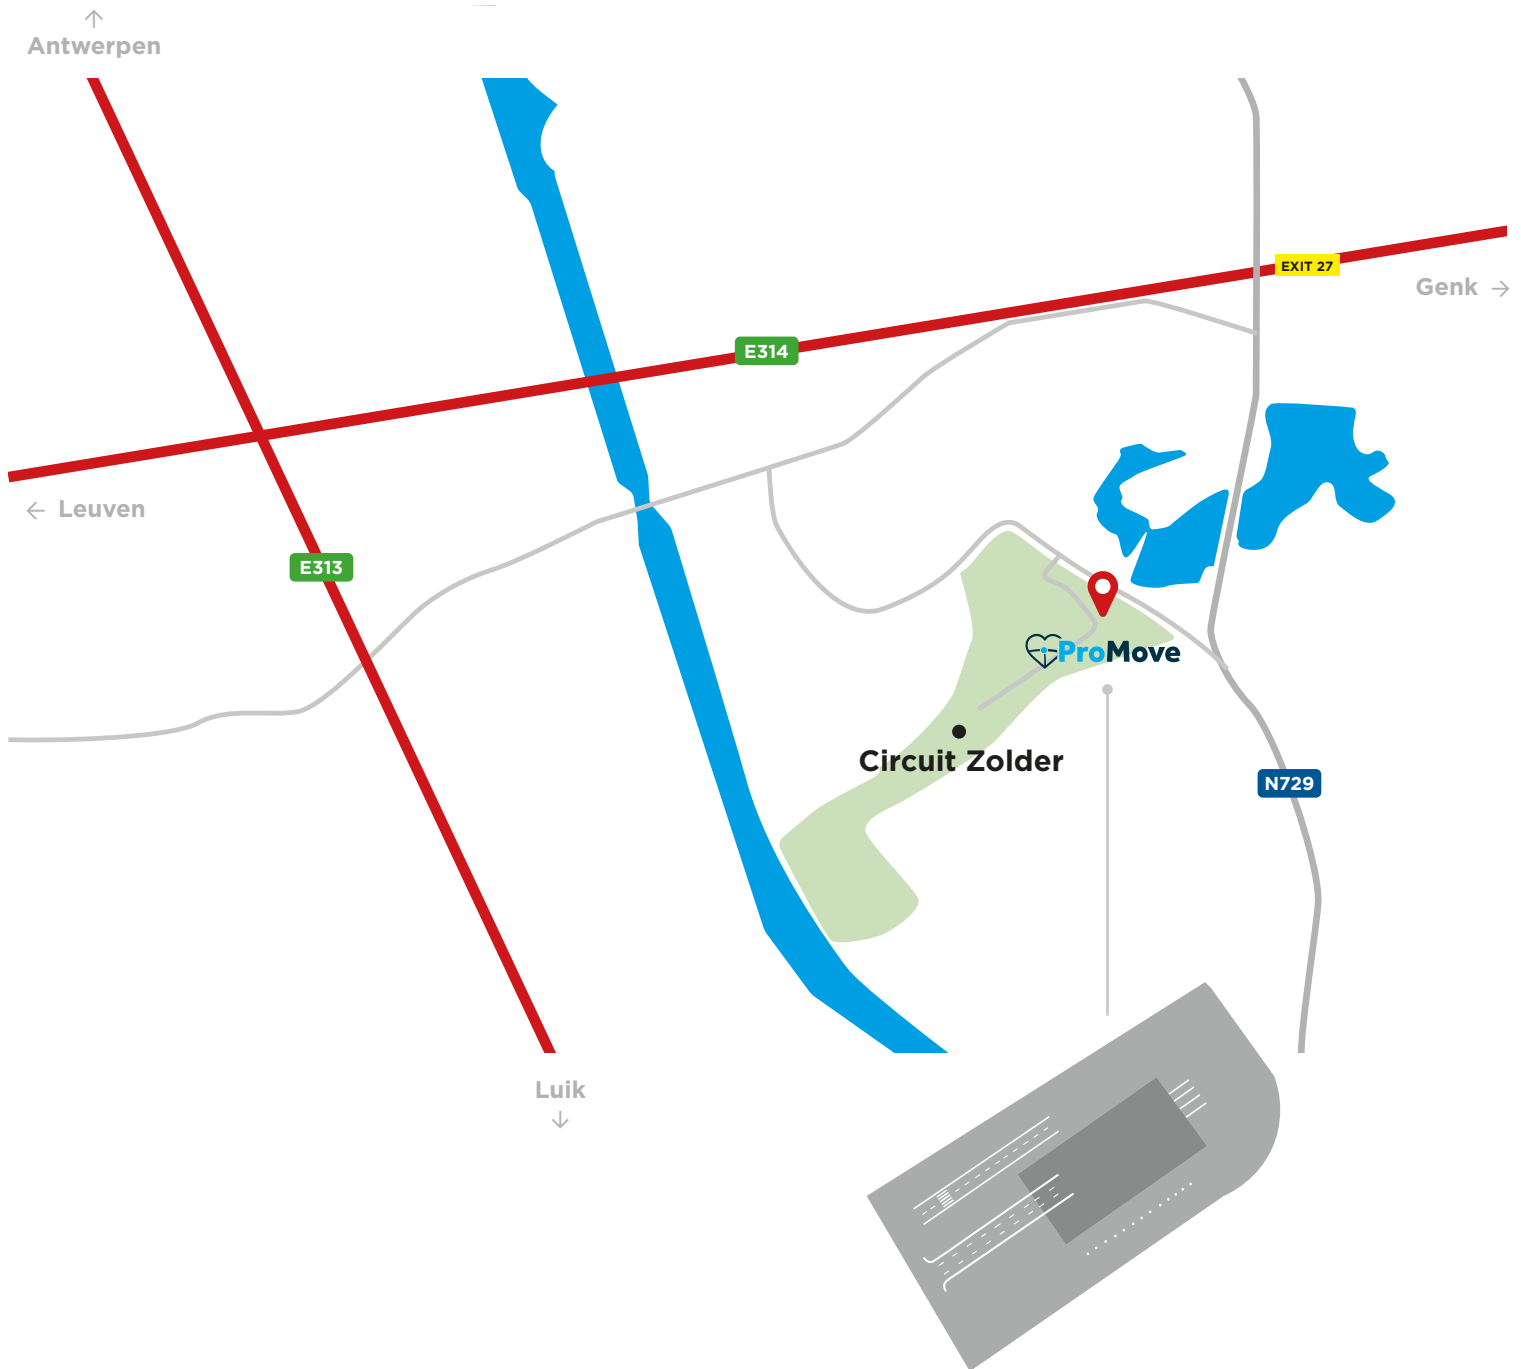 Antwerpen
EXIT 27
Genk
E314
Leuven
E313
ProMove
Circuit Zolder
N729
Luik